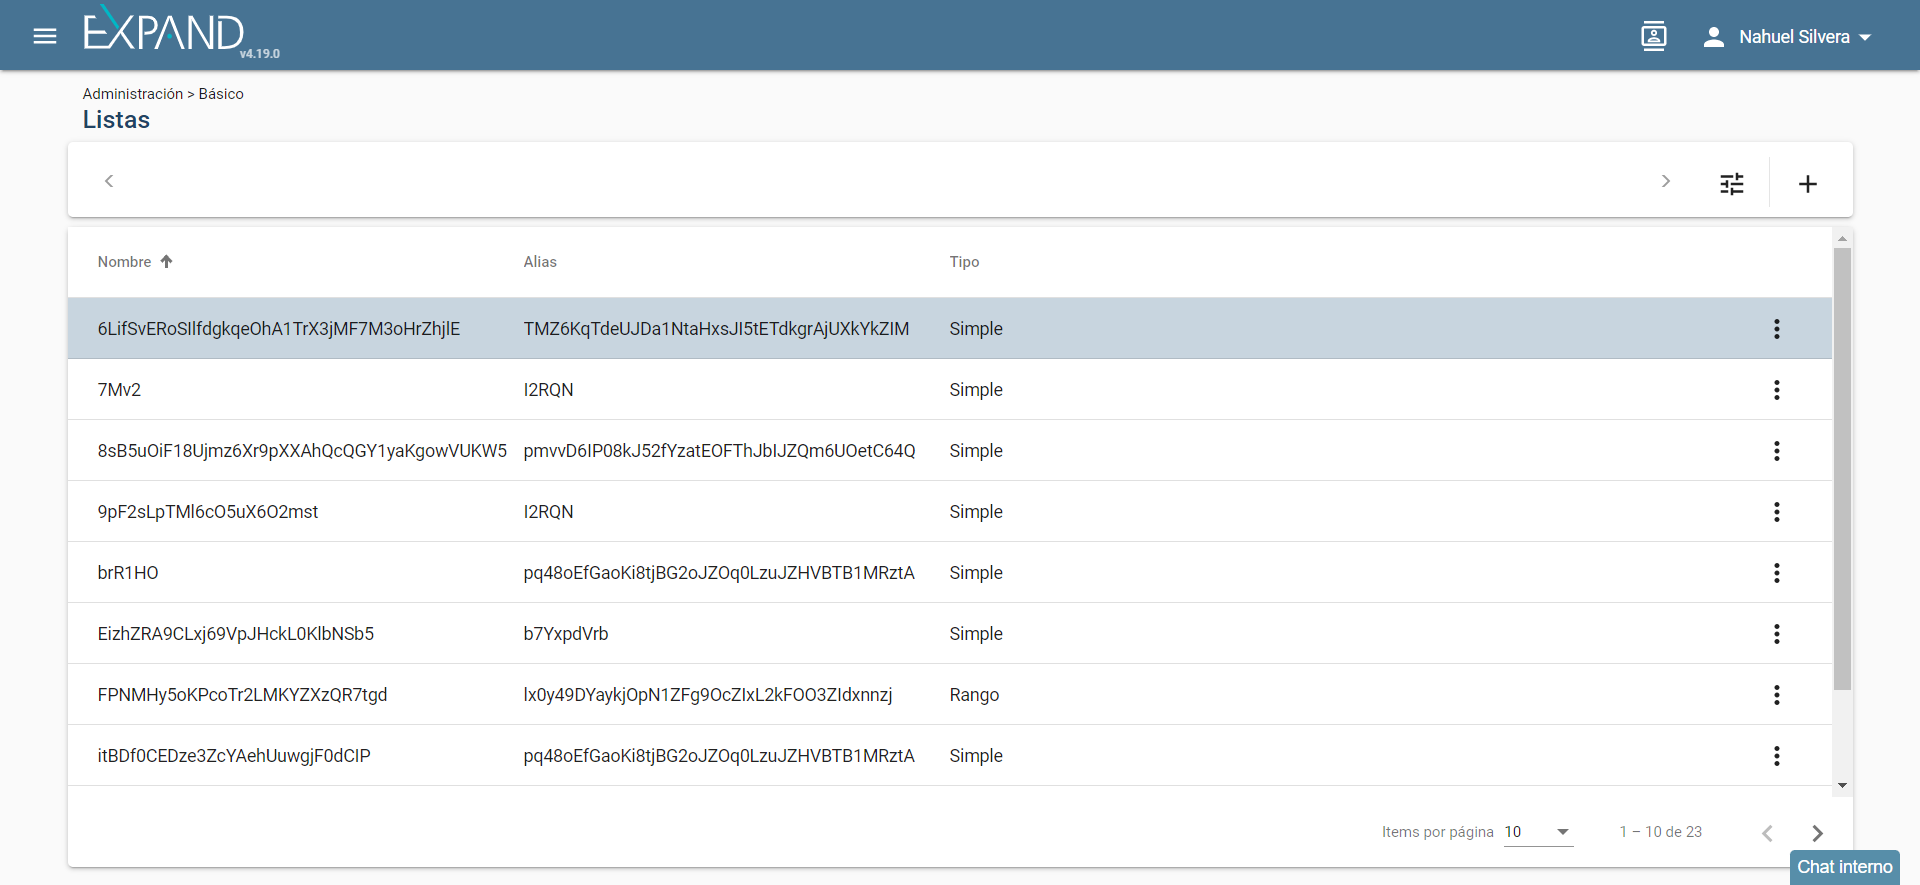 EXPAND
v4.19.0
Nahuel Silvera
Administración > Básico
Listas
Nombre Alias Tipo
6LifSvERoSIlfdgkqeOhA1TrX3jMF7M3oHrZhjlE TMZ6KqTdeUJDa1NtaHxsJI5tETdkgrAjUXkYkZIM Simple
7Mv2 I2RQN Simple
8sB5uOiF18Ujmz6Xr9pXXAhQcQGY1yaKgowVUKW5 pmvvD6IP08kJ52fYzatEOFThJbIJZQm6UOetC64Q Simple
9pF2sLpTMl6cO5uX6O2mst I2RQN Simple
brR1HO pq48oEfGaoKi8tjBG2oJZOq0LzuJZHVBTB1MRztA Simple
EizhZRA9CLxj69VpJHckL0KlbNSb5 b7YxpdVrb Simple
FPNMHy5oKPcoTr2LMKYZXzQR7tgd lx0y49DYaykjOpN1ZFg9OcZIxL2kFOO3ZIdxnnzj Rango
itBDf0CEDze3ZcYAehUuwgjF0dCIP pq48oEfGaoKi8tjBG2oJZOq0LzuJZHVBTB1MRztA Simple
Items por página 10 1 – 10 de 23
Chat interno